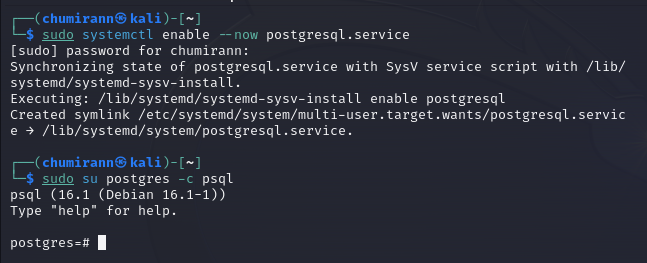 ┌──(chumirann㉿kali)-[~]
└─$ sudo systemctl enable --now postgresql.service
[sudo] password for chumirann:
Synchronizing state of postgresql.service with SysV service script with /lib/
systemd/systemd-sysv-install.
Executing: /lib/systemd/systemd-sysv-install enable postgresql
Created symlink /etc/systemd/system/multi-user.target.wants/postgresql.servic
e → /lib/systemd/system/postgresql.service.
┌──(chumirann㉿kali)-[~]
└─$ sudo su postgres -c psql
psql (16.1 (Debian 16.1-1))
Type "help" for help.
postgres=#